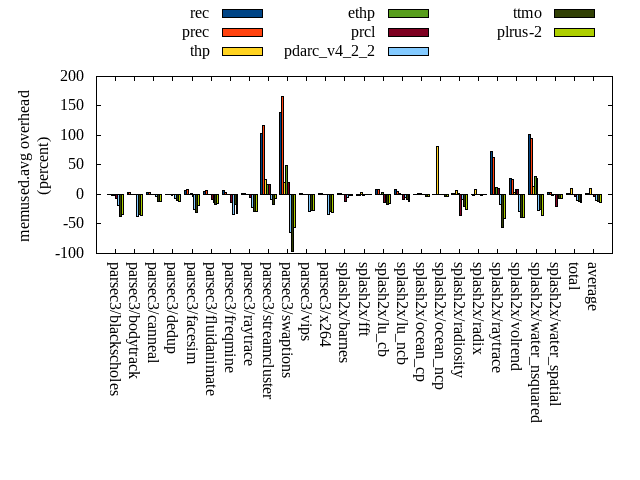 rec ethp ttmo
prec prcl plrus-2
thp pdarc_v4_2_2
memused.avg overhead
(percent)
200
150
100
50
0
-50
-100
parsec3/blackscholes
parsec3/bodytrack
parsec3/canneal
parsec3/dedup
parsec3/facesim
parsec3/fluidanimate
parsec3/freqmine
parsec3/raytrace
parsec3/streamcluster
parsec3/swaptions
parsec3/vips
parsec3/x264
splash2x/barnes
splash2x/fft
splash2x/lu_cb
splash2x/lu_ncb
splash2x/ocean_cp
splash2x/ocean_ncp
splash2x/radiosity
splash2x/radix
splash2x/raytrace
splash2x/volrend
splash2x/water_nsquared
splash2x/water_spatial
total
average